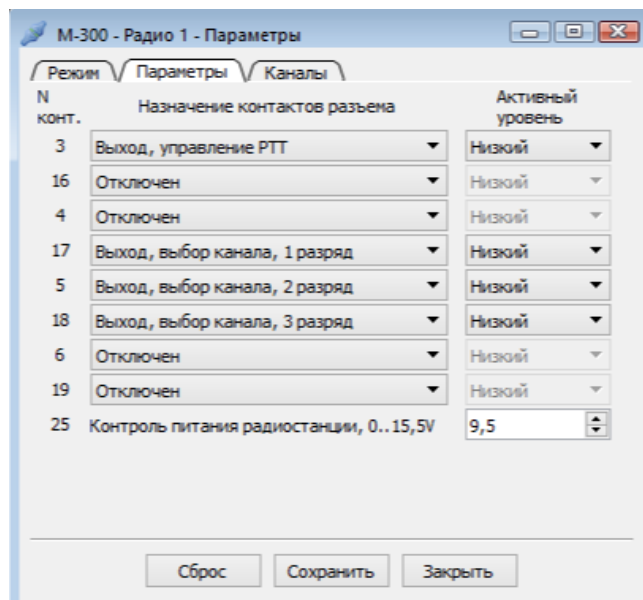 М-300 - Радио 1 - Параметры
Режим Параметры Каналы
N конт. Назначение контактов разъема Активный уровень
3 Выход, управление РТТ Низкий
16 Отключен Низкий
4 Отключен Низкий
17 Выход, выбор канала, 1 разряд Низкий
5 Выход, выбор канала, 2 разряд Низкий
18 Выход, выбор канала, 3 разряд Низкий
6 Отключен Низкий
19 Отключен Низкий
25 Контроль питания радиостанции, 0..15,5V 9,5
Сброс Сохранить Закрыть